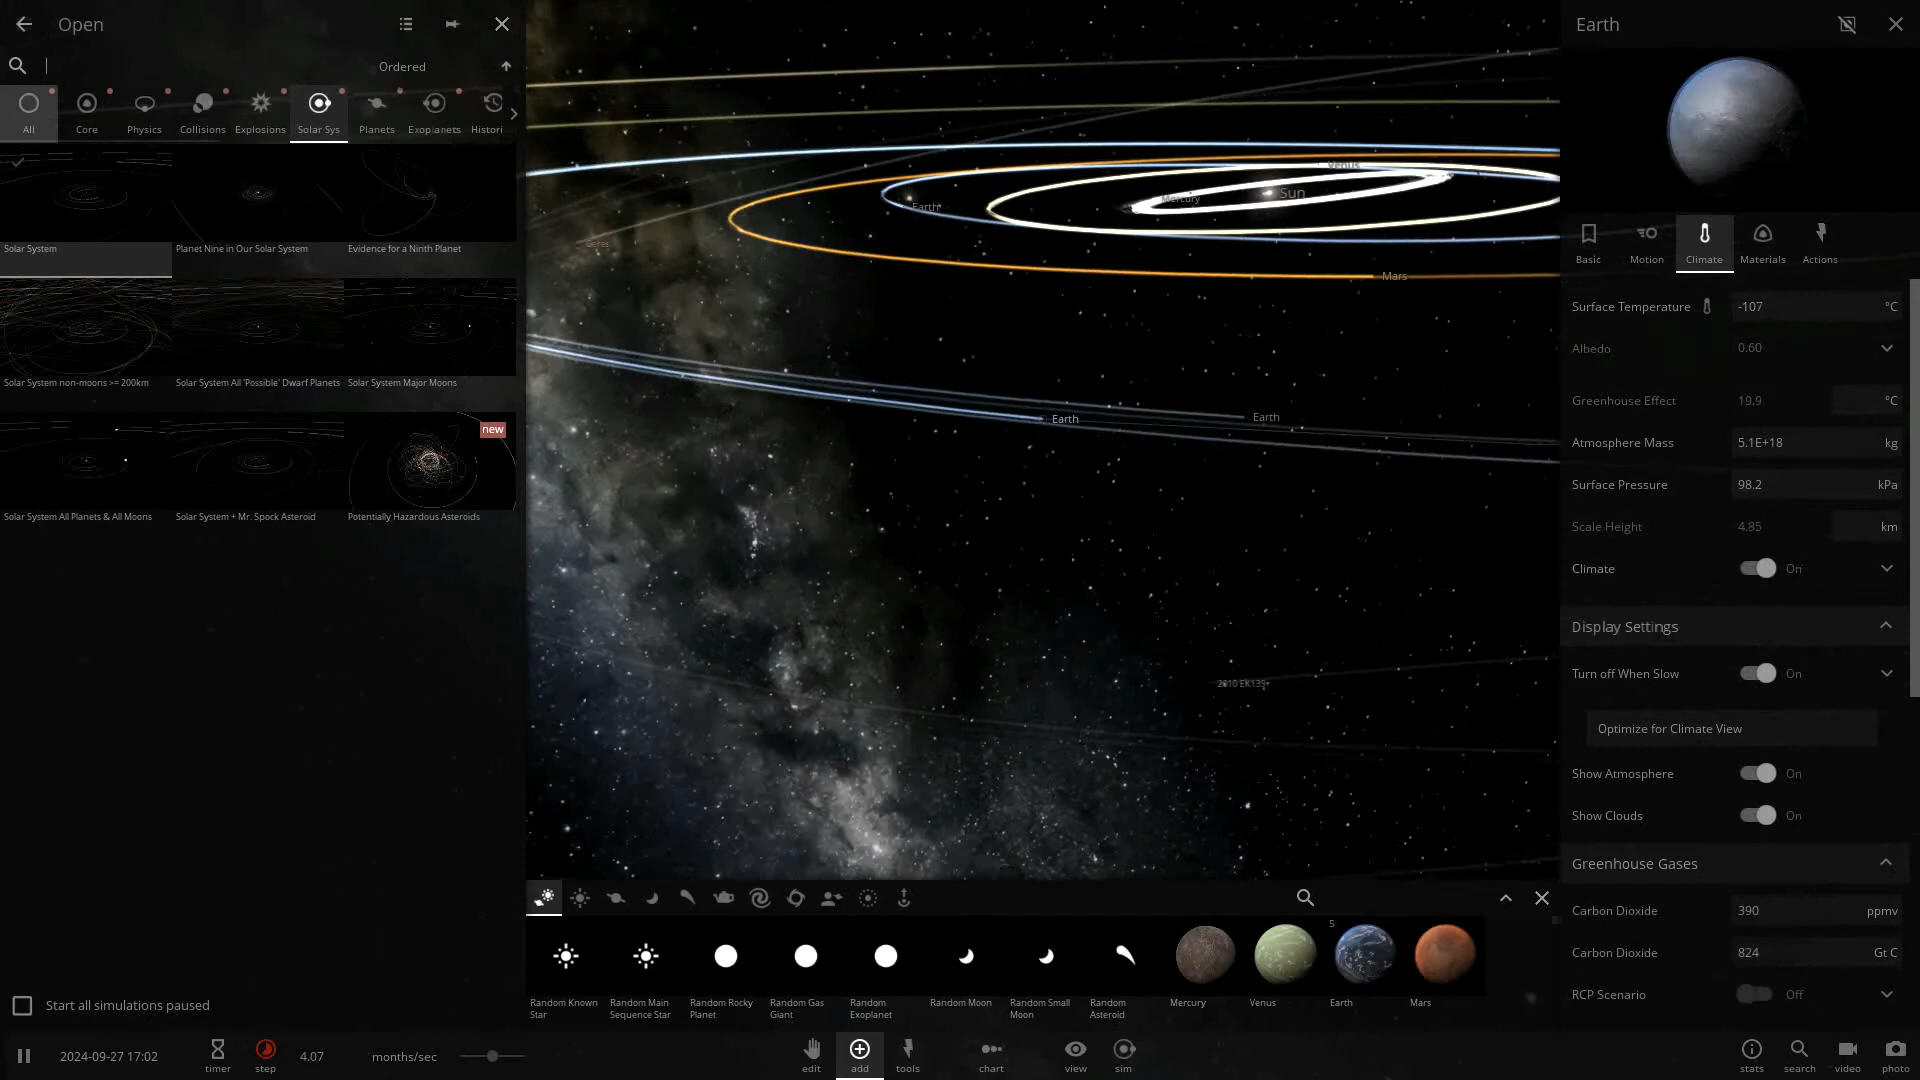 Open
Ordered
All
Core
Physics
Collisions
Explosions
Solar Sys
Planets
Exoplanets
Histori
Solar System
Planet Nine in Our Solar System
Evidence for a Ninth Planet
Solar System non-moons >= 200km
Solar System All 'Possible' Dwarf Planets
Solar System Major Moons
new
Solar System All Planets & All Moons
Solar System + Mr. Spock Asteroid
Potentially Hazardous Asteroids
Start all simulations paused
2024-09-27 17:02
timer
step
4.07
months/sec
Venus
Sun
Mercury
Earth
Ceres
Mars
Earth
Earth
2010 EK139
5
Random Known
Star
Random Main
Sequence Star
Random Rocky
Planet
Random Gas
Giant
Random
Exoplanet
Random Moon
Random Small
Moon
Random
Asteroid
Mercury
Venus
Earth
Mars
edit
add
tools
chart
view
sim
Earth
Basic
Motion
Climate
Materials
Actions
Surface Temperature -107 °C
Albedo 0.60
Greenhouse Effect 19.9 °C
Atmosphere Mass 5.1E+18 kg
Surface Pressure 98.2 kPa
Scale Height 4.85 km
Climate On
Display Settings
Turn off When Slow On
Optimize for Climate View
Show Atmosphere On
Show Clouds On
Greenhouse Gases
Carbon Dioxide 390 ppmv
Carbon Dioxide 824 Gt C
RCP Scenario Off
stats
search
video
photo